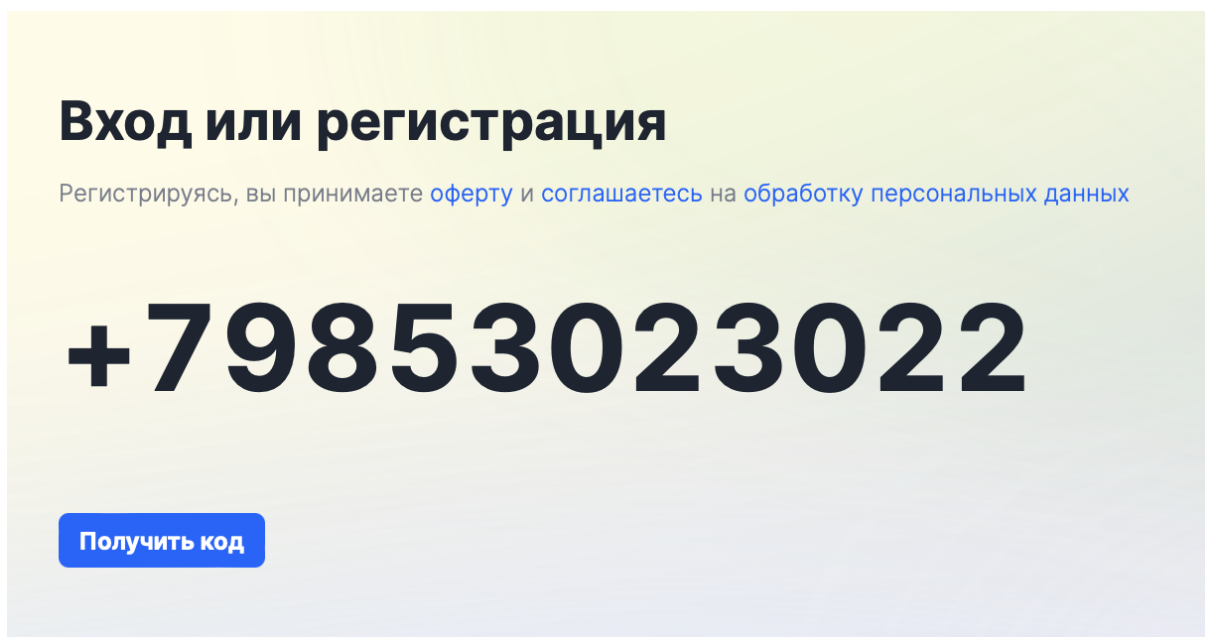 Вход или регистрация
Регистрируясь, вы принимаете оферту и соглашаетесь на обработку персональных данных
+79853023022
Получить код